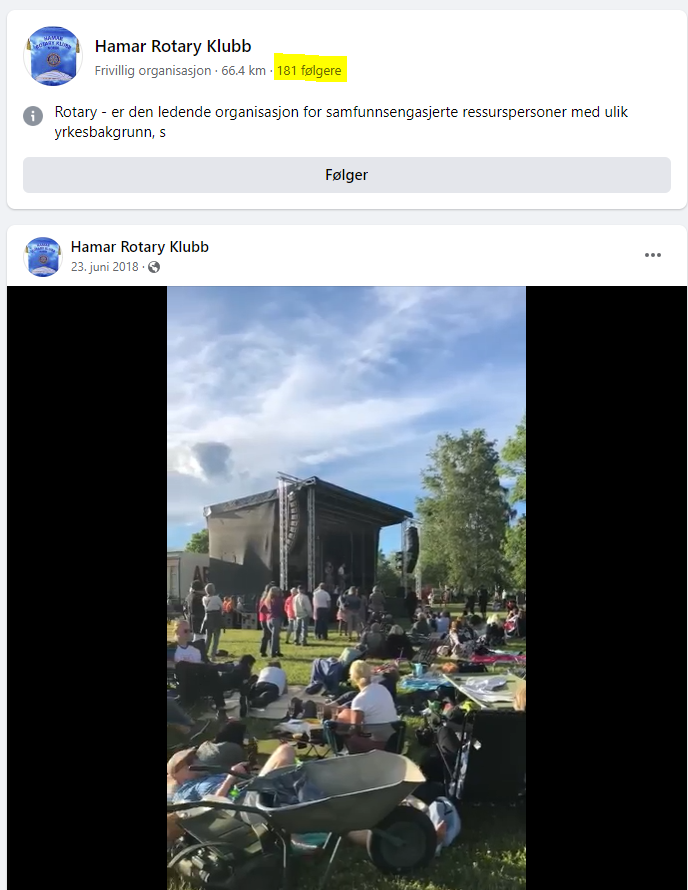 Hamar Rotary Klubb
Frivillig organisasjon · 66.4 km · 181 følgere
Rotary - er den ledende organisasjon for samfunnsengasjerte ressurspersoner med ulik
yrkesbakgrunn, s
Følger
Hamar Rotary Klubb
23. juni 2018 ·